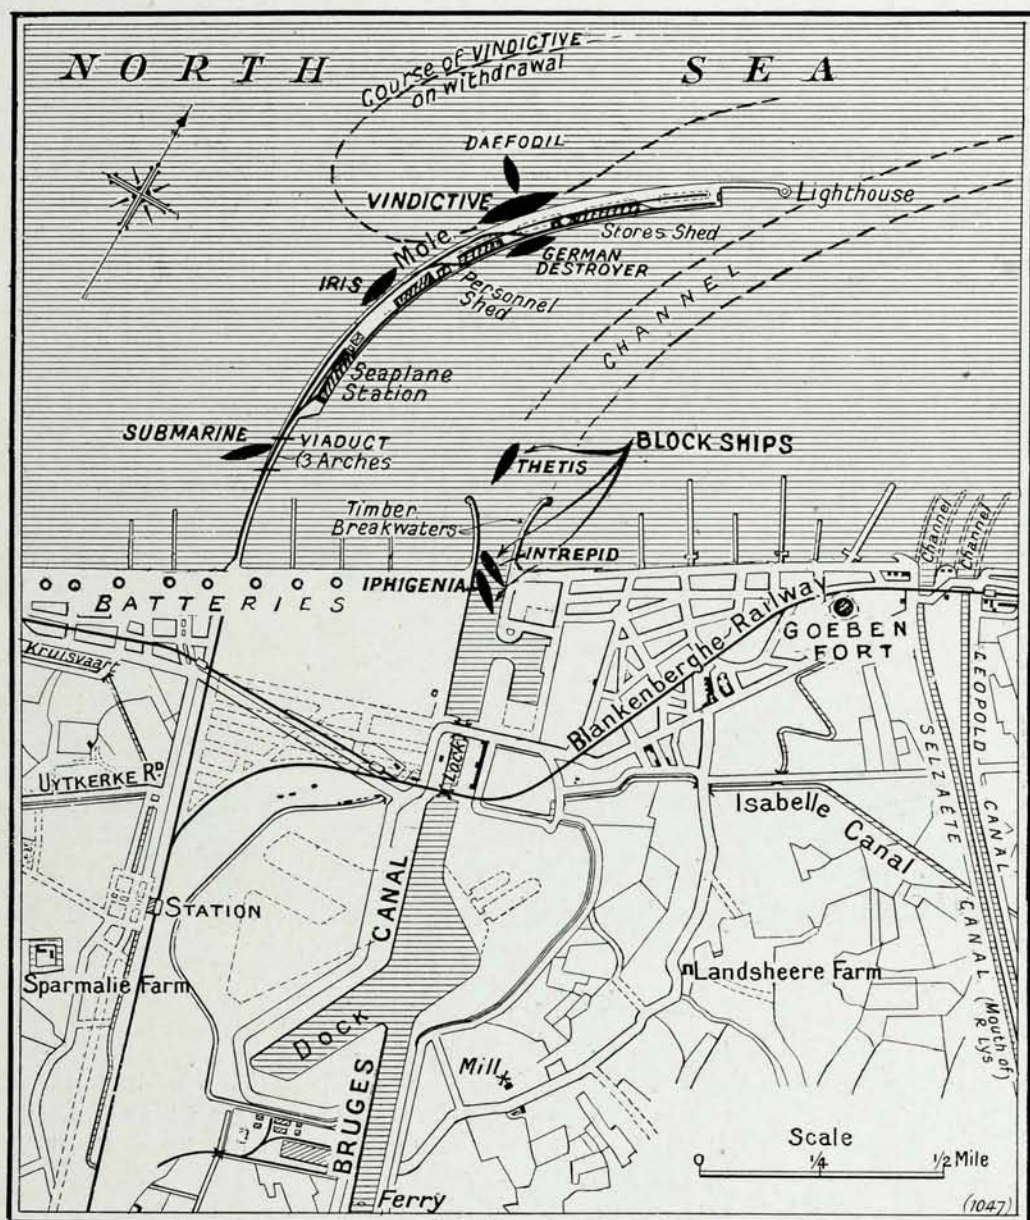 NORTH SEA
COURSE OF VINDICTIVE
on withdrawal
DAFFODIL
VINDICTIVE
Lighthouse
Mole
Stores Shed
GERMAN
DESTROYER
IRIS
Personnel
Shed
CHANNEL
Seaplane
Station
SUBMARINE
VIADUCT
(3 Arches
BLOCK SHIPS
THETIS
Timber
Breakwaters
Channel
Channel
INTREPID
IPHIGENIA
BATTERIES
GOEBEN
FORT
Kruisvaart
Blankenberghe Railway
LEOPOLD CANAL
SELZAËTE CANAL
(Mouth of
R Lys)
UYTKERKE RD
Lock
Isabelle Canal
CANAL
STATION
Sparmalie Farm
Landsheere Farm
DOCK
Mill
BRUGES
Ferry
Scale
0 1/4 1/2 Mile
(1047)